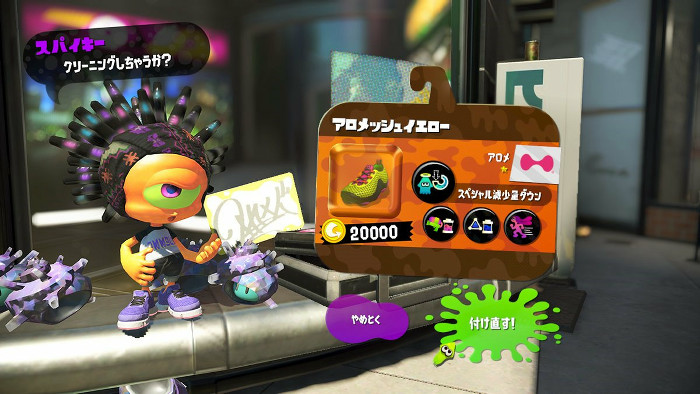 スパイキー
クリーニングしちゃうか?
アロメッシュイエロー
アロメ
スペシャル減少量ダウン
20000
やめとく
付け直す!